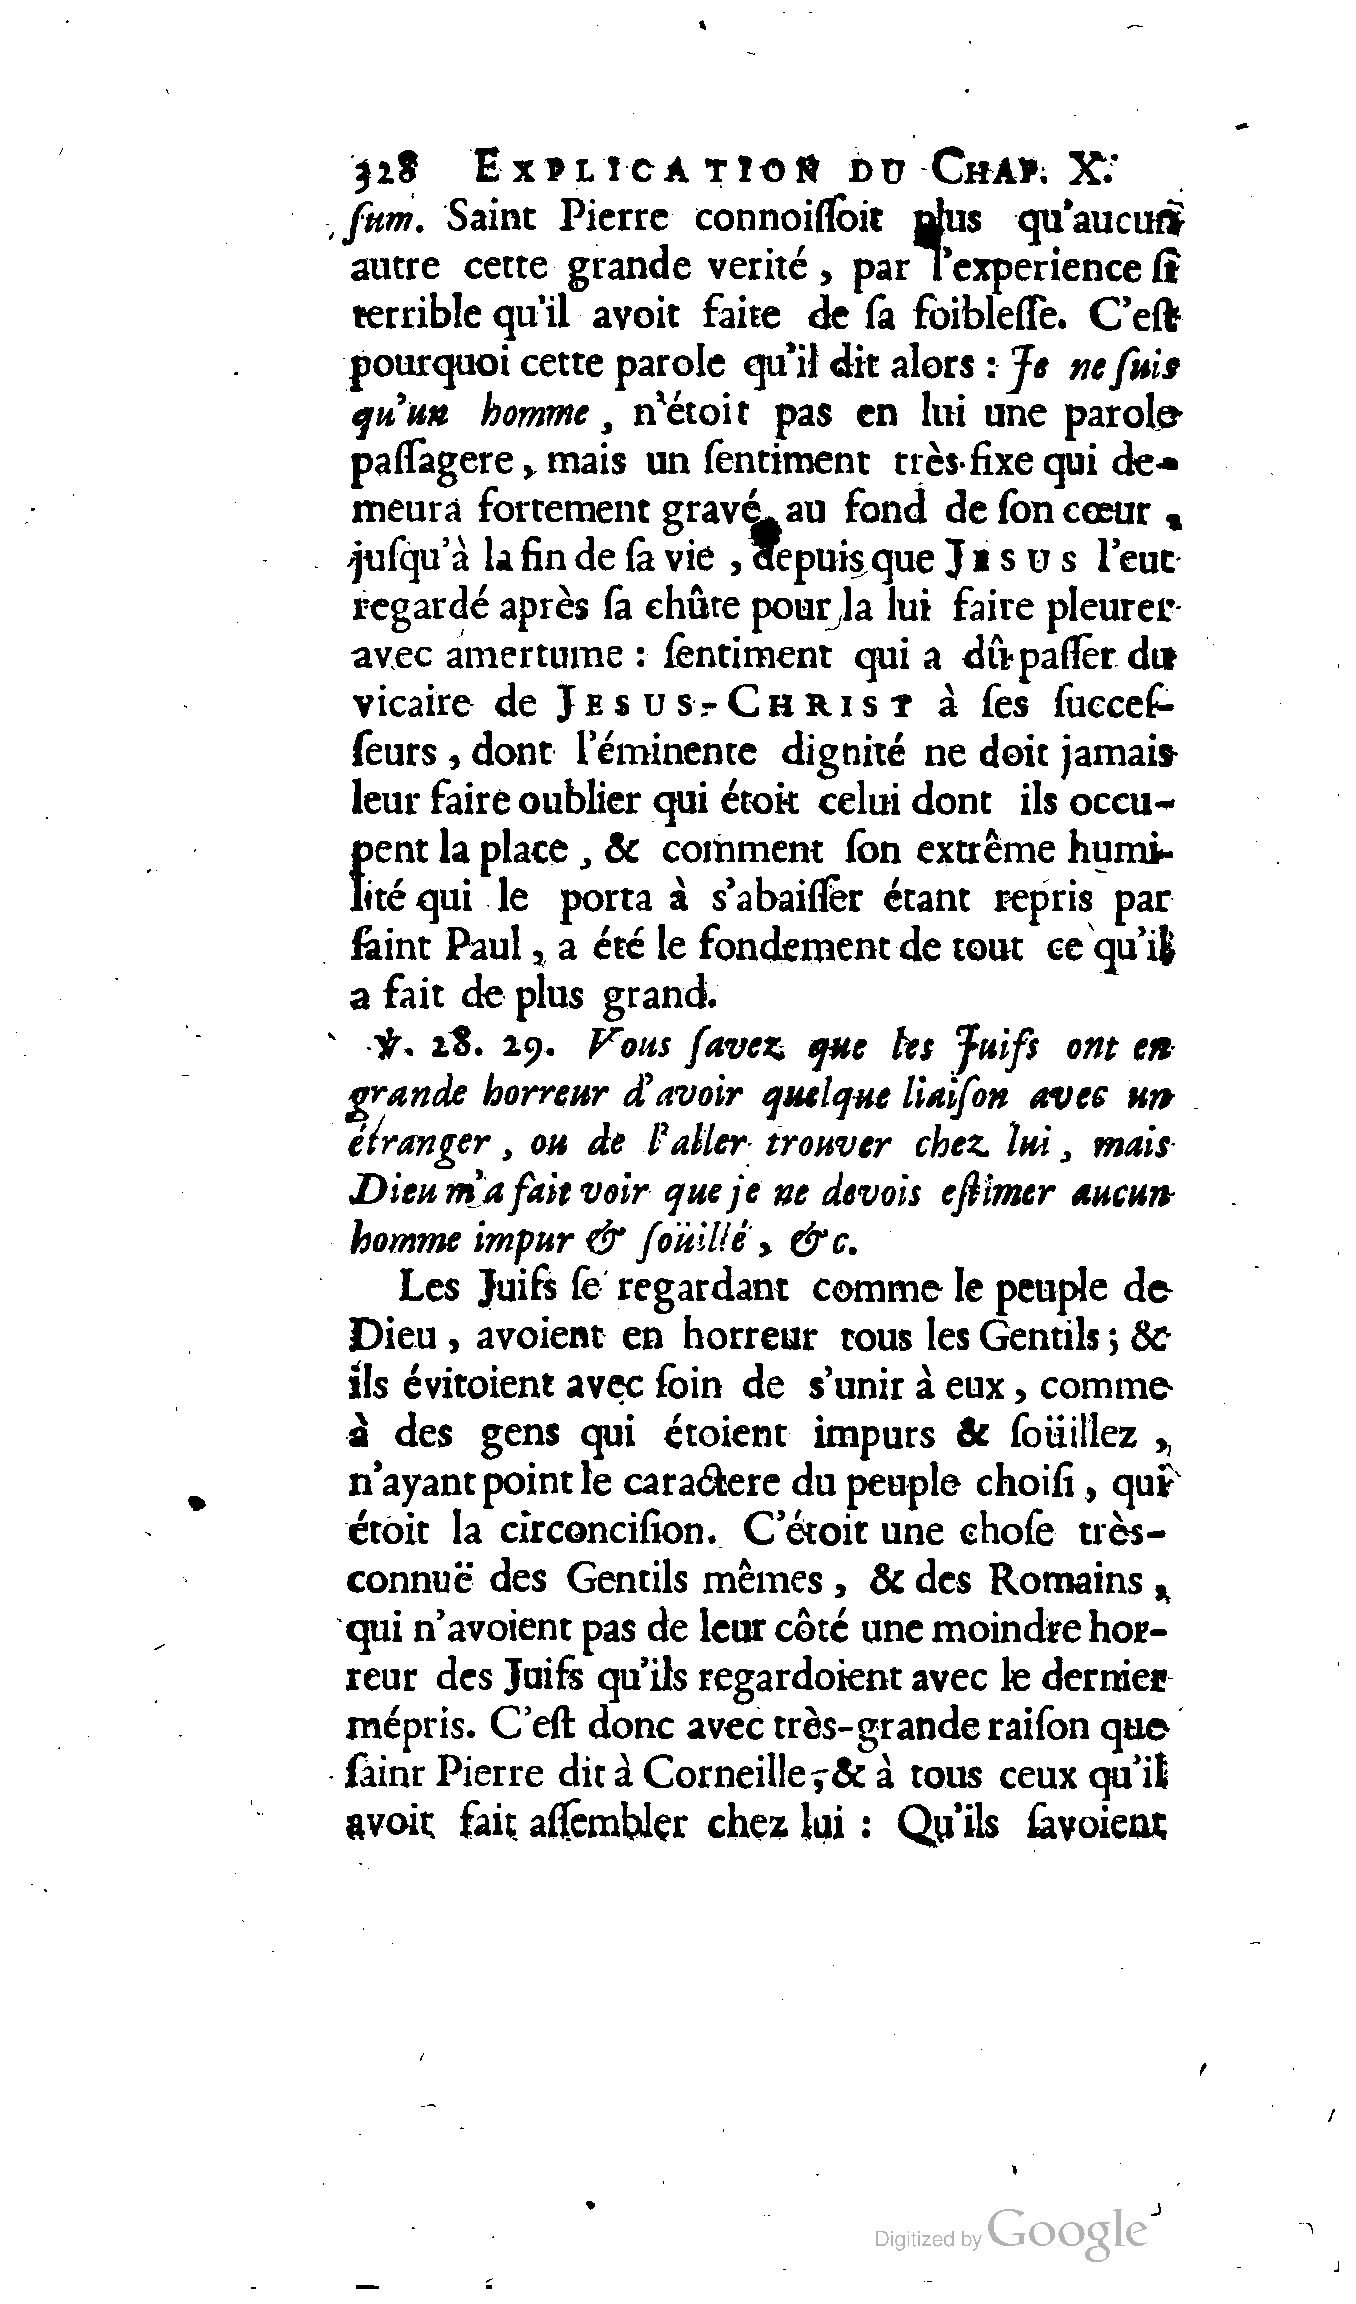 328 EXPLICATION DU CHAP. X.
ſum. Saint Pierre connoiſſoit plus qu'aucun
autre cette grande verité, par l'experience ſi
terrible qu'il avoit faite de ſa foibleſſe. C'eſt
pourquoi cette parole qu'il dit alors : Je ne ſuis
qu'un homme, n'étoit pas en lui une parole
paſſagere, mais un ſentiment très-fixe qui de-
meura fortement gravé au fond de ſon cœur,
juſqu'à la fin de ſa vie, depuis que JESUS l'eut
regardé après ſa chûte pour la lui faire pleurer
avec amertume : ſentiment qui a dû paſſer du
vicaire de JESUS-CHRIST à ſes ſucceſ-
ſeurs, dont l'éminente dignité ne doit jamais
leur faire oublier qui étoit celui dont ils occu-
pent la place, & comment ſon extrême humi-
lité qui le porta à s'abaiſſer étant repris par
ſaint Paul, a été le fondement de tout ce qu'il
a fait de plus grand.
℣. 28. 29. Vous ſavez que les Juifs ont en
grande horreur d'avoir quelque liaiſon avec un
étranger, ou de l'aller trouver chez lui, mais
Dieu m'a fait voir que je ne devois eſtimer aucun
homme impur & ſoüillé, &c.
Les Juifs ſe regardant comme le peuple de
Dieu, avoient en horreur tous les Gentils ; &
ils évitoient avec ſoin de s'unir à eux, comme
à des gens qui étoient impurs & ſoüillez,
n'ayant point le caractere du peuple choiſi, qui
étoit la circonciſion. C'étoit une choſe très-
connuë des Gentils mêmes, & des Romains,
qui n'avoient pas de leur côté une moindre hor-
reur des Juifs qu'ils regardoient avec le dernier
mépris. C'eſt donc avec très-grande raiſon que
ſaint Pierre dit à Corneille, & à tous ceux qu'il
avoit fait aſſembler chez lui : Qu'ils ſavoient
Digitized by Google